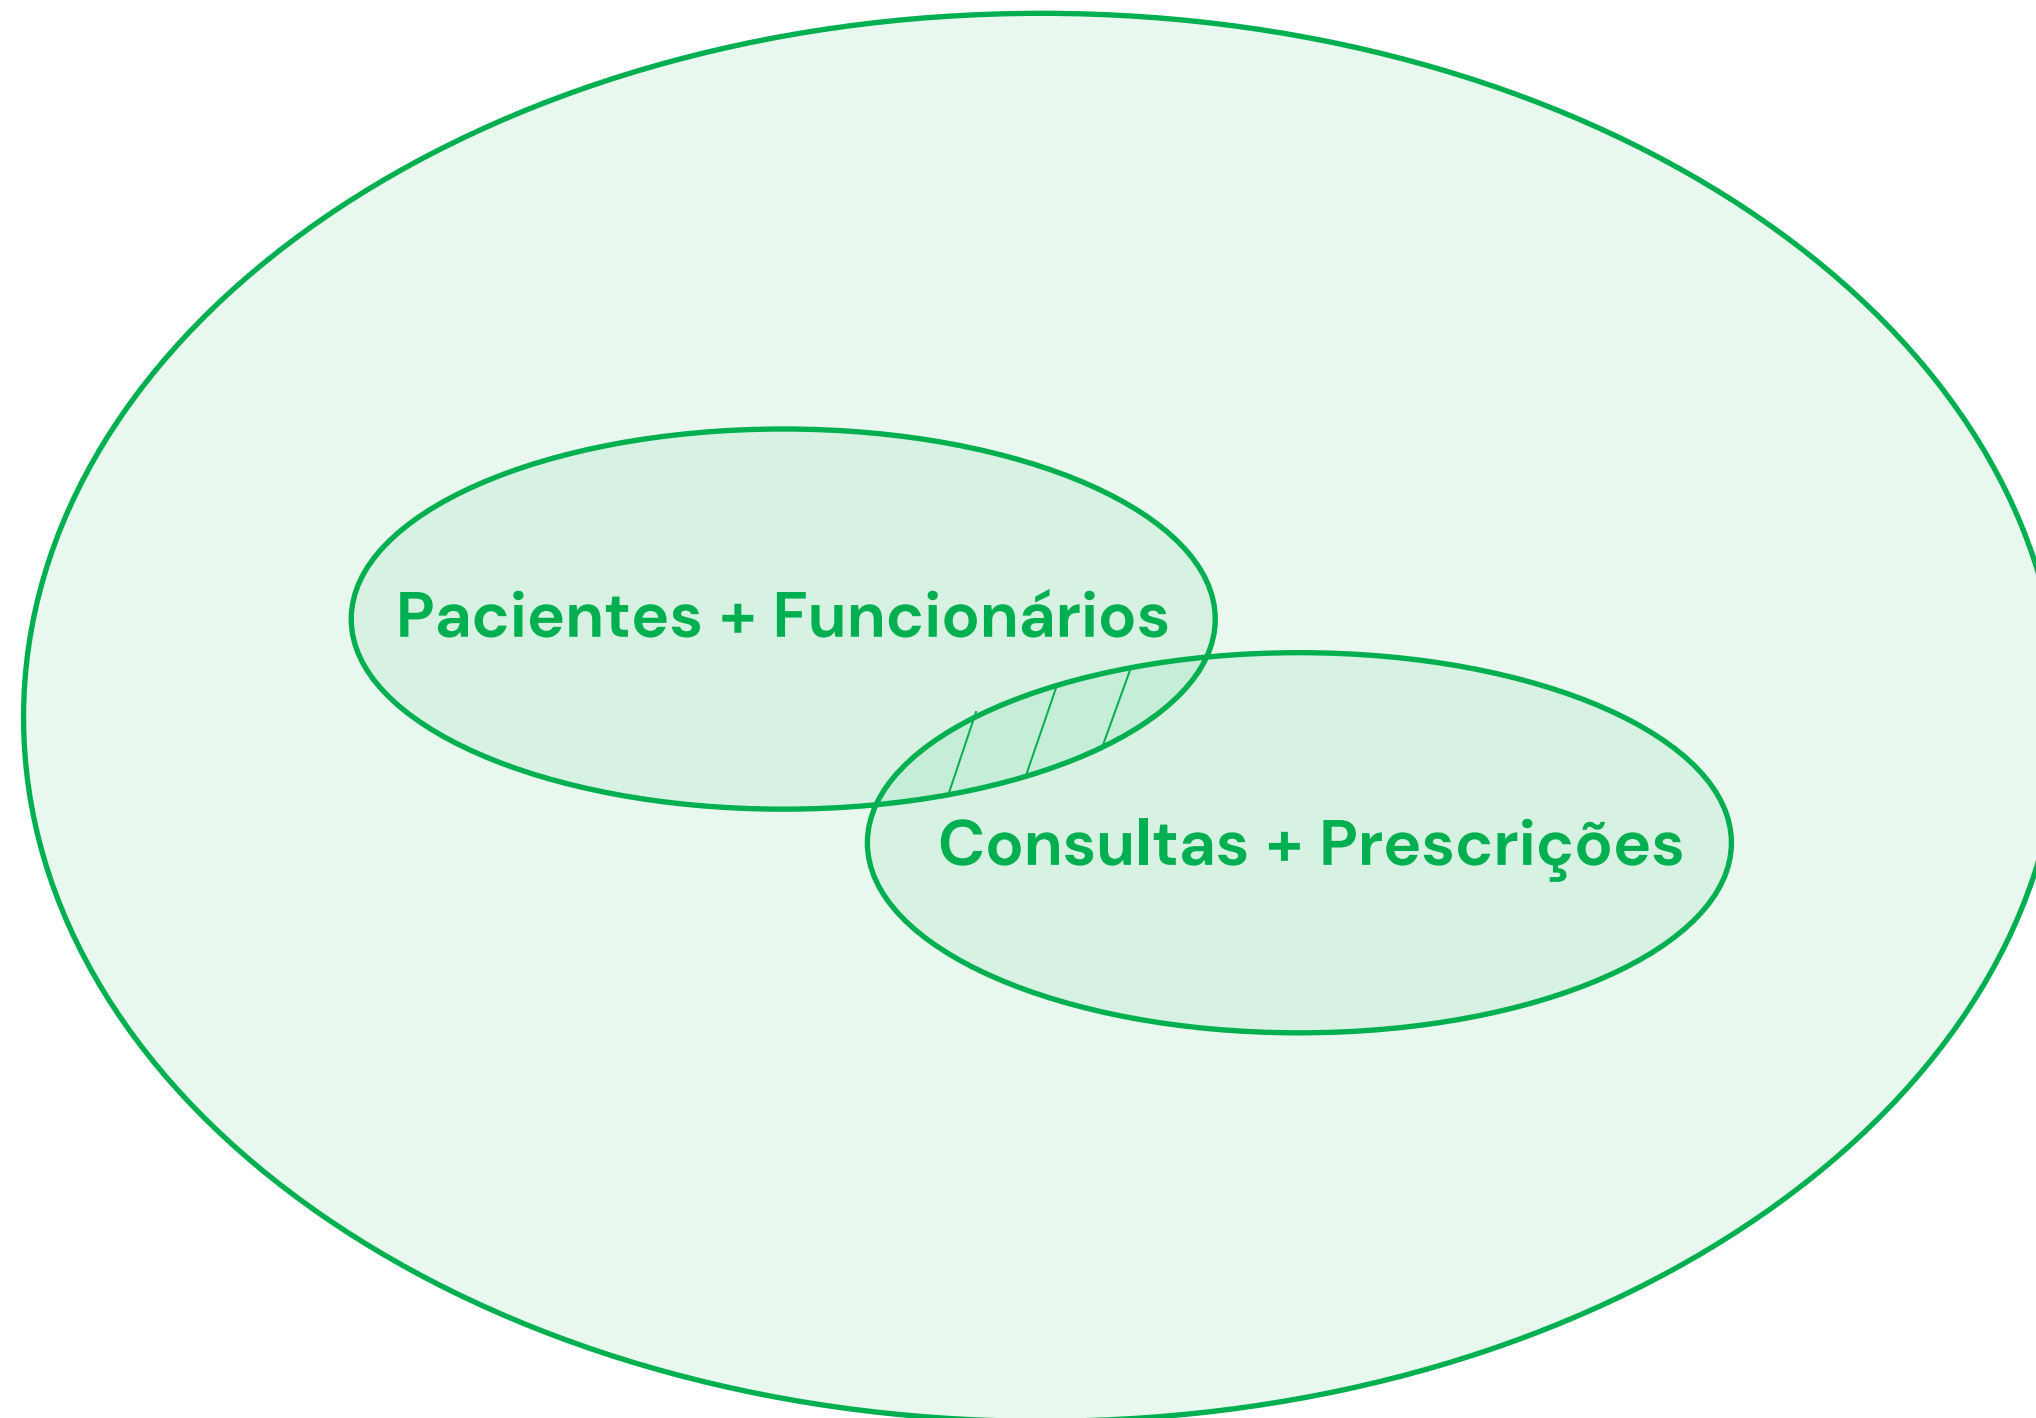 Pacientes + Funcionários
Consultas + Prescrições